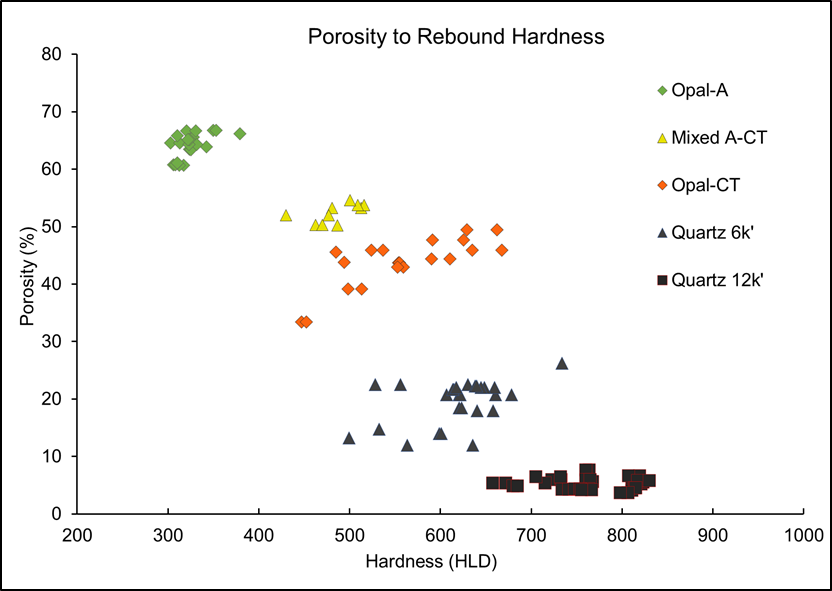 Porosity to Rebound Hardness
80
70
60
50
40
30
20
10
0
Porosity (%)
200 300 400 500 600 700 800 900 1000
Hardness (HLD)
Opal-A
Mixed A-CT
Opal-CT
Quartz 6k'
Quartz 12k'